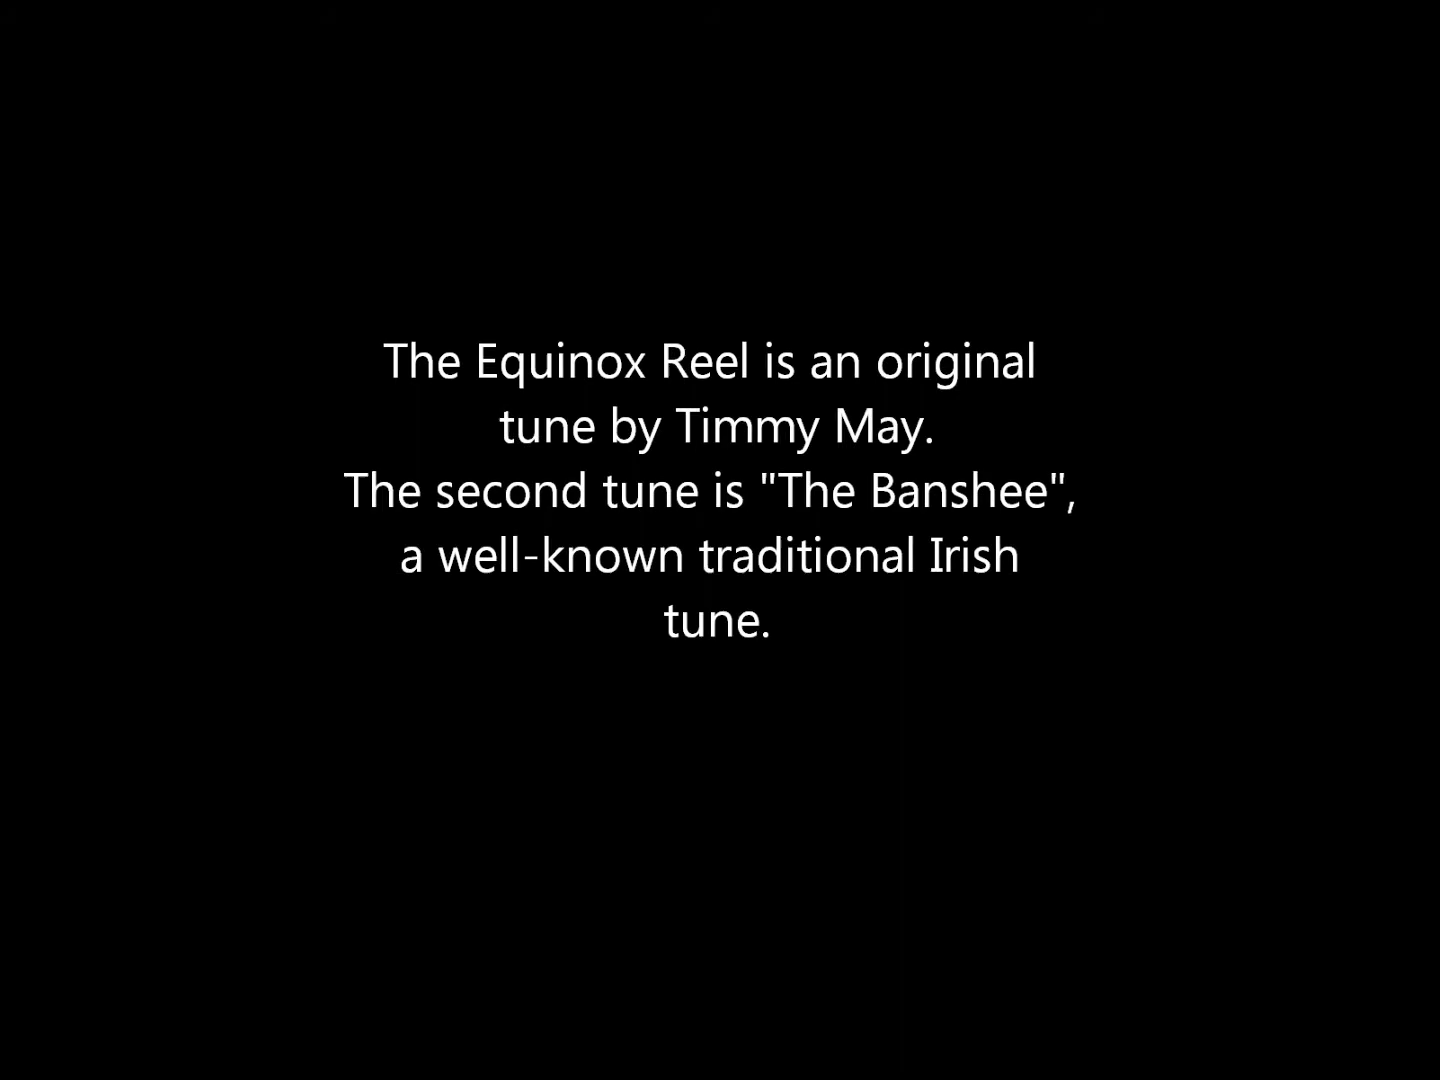 The Equinox Reel is an original
tune by Timmy May.
The second tune is "The Banshee",
a well-known traditional Irish
tune.